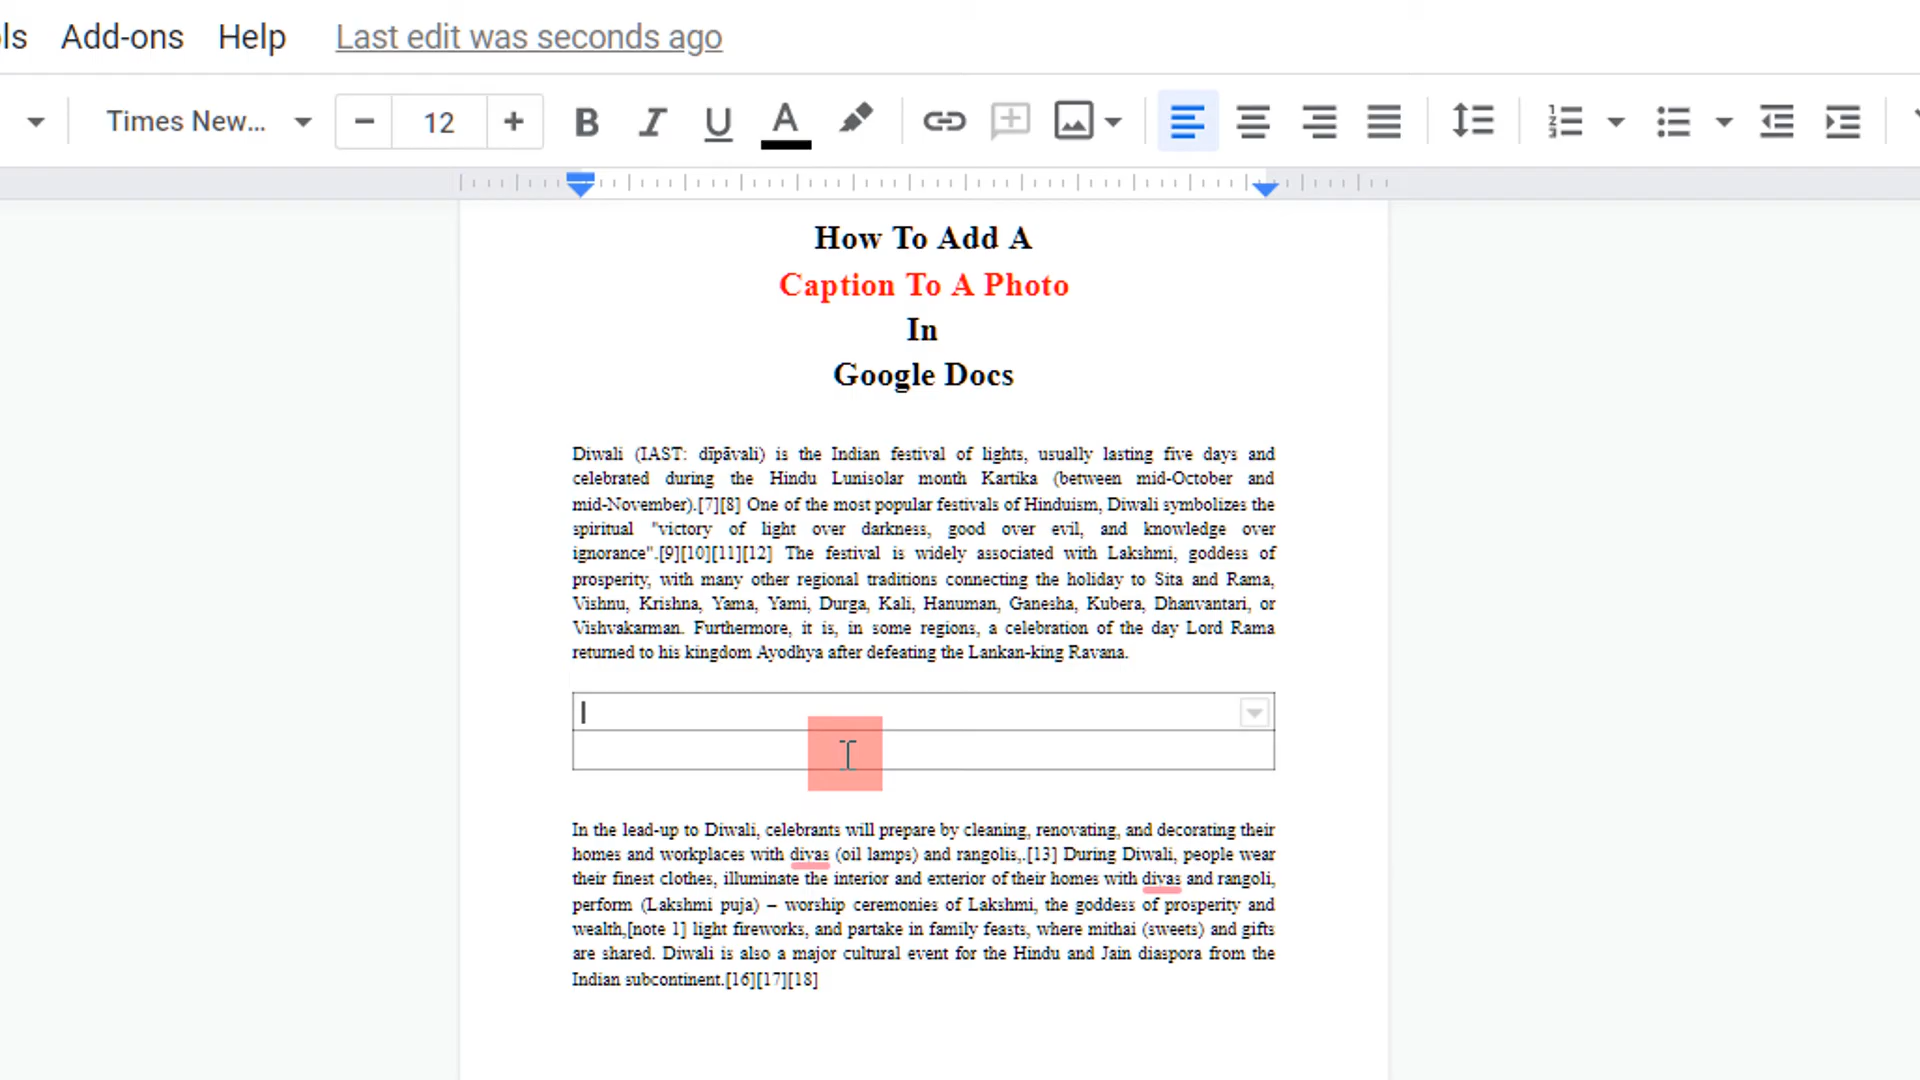 ls Add-ons Help Last edit was seconds ago
Times New... − 12 + B I U A
How To Add A
Caption To A Photo
In
Google Docs
Diwali (IAST: dīpāvali) is the Indian festival of lights, usually lasting five days and
celebrated during the Hindu Lunisolar month Kartika (between mid-October and
mid-November).[7][8] One of the most popular festivals of Hinduism, Diwali symbolizes the
spiritual "victory of light over darkness, good over evil, and knowledge over
ignorance".[9][10][11][12] The festival is widely associated with Lakshmi, goddess of
prosperity, with many other regional traditions connecting the holiday to Sita and Rama,
Vishnu, Krishna, Yama, Yami, Durga, Kali, Hanuman, Ganesha, Kubera, Dhanvantari, or
Vishvakarman. Furthermore, it is, in some regions, a celebration of the day Lord Rama
returned to his kingdom Ayodhya after defeating the Lankan-king Ravana.
In the lead-up to Diwali, celebrants will prepare by cleaning, renovating, and decorating their
homes and workplaces with divas (oil lamps) and rangolis,.[13] During Diwali, people wear
their finest clothes, illuminate the interior and exterior of their homes with divas and rangoli,
perform (Lakshmi puja) – worship ceremonies of Lakshmi, the goddess of prosperity and
wealth,[note 1] light fireworks, and partake in family feasts, where mithai (sweets) and gifts
are shared. Diwali is also a major cultural event for the Hindu and Jain diaspora from the
Indian subcontinent.[16][17][18]